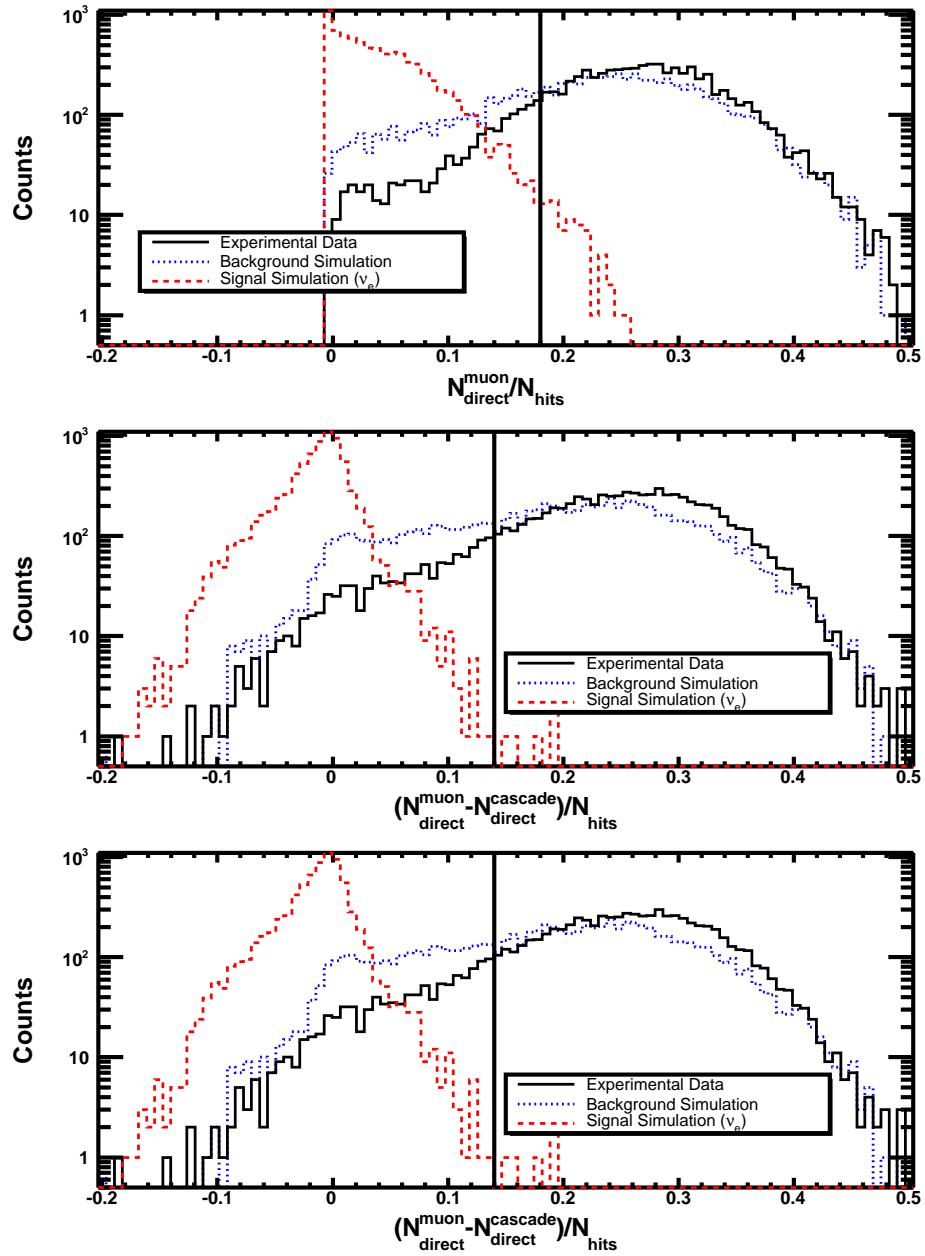 10³
10²
10
1
Counts
Experimental Data
Background Simulation
Signal Simulation (νₑ)
-0.2 -0.1 0 0.1 0.2 0.3 0.4 0.5
N^muon_direct/N_hits
10³
10²
10
1
Counts
Experimental Data
Background Simulation
Signal Simulation (νₑ)
-0.2 -0.1 0 0.1 0.2 0.3 0.4 0.5
(N^muon_direct-N^cascade_direct)/N_hits
10³
10²
10
1
Counts
Experimental Data
Background Simulation
Signal Simulation (νₑ)
-0.2 -0.1 0 0.1 0.2 0.3 0.4 0.5
(N^muon_direct-N^cascade_direct)/N_hits